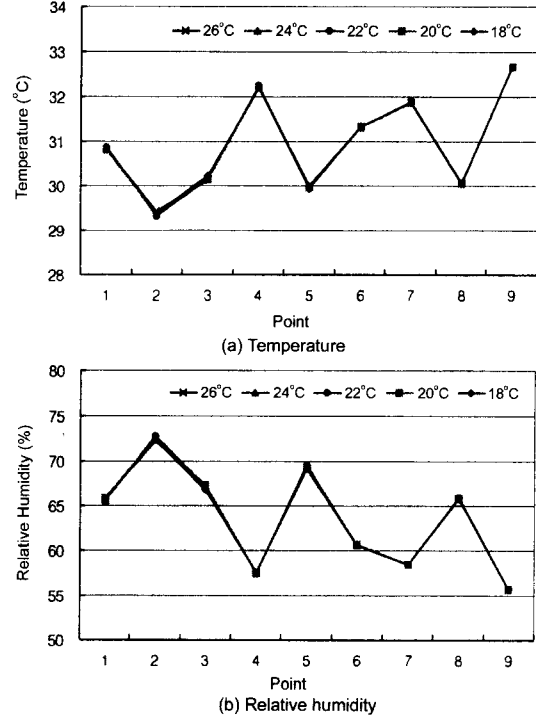 34
33
32
31
30
29
28
Temperature (°C)
26°C 24°C 22°C 20°C 18°C
1 2 3 4 5 6 7 8 9
Point
(a) Temperature
80
75
70
65
60
55
50
Relative Humidity (%)
26°C 24°C 22°C 20°C 18°C
1 2 3 4 5 6 7 8 9
Point
(b) Relative humidity